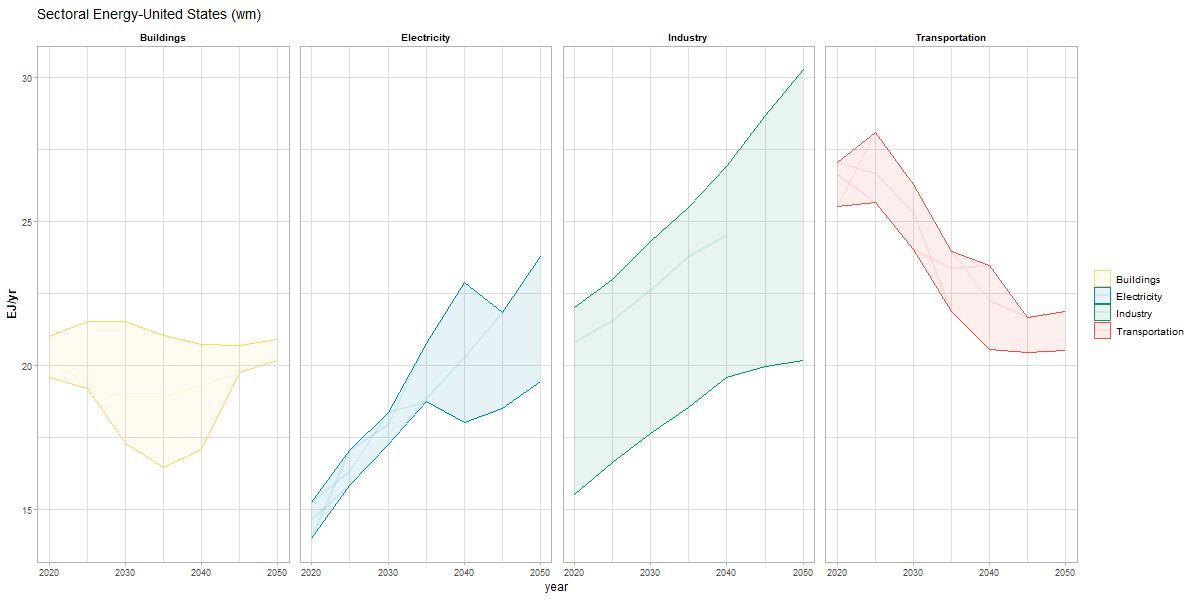 Sectoral Energy-United States (wm)
Buildings Electricity Industry Transportation
EJ/yr
30
25
20
15
2020 2030 2040 2050 2020 2030 2040 2050 2020 2030 2040 2050 2020 2030 2040 2050
year
Buildings
Electricity
Industry
Transportation